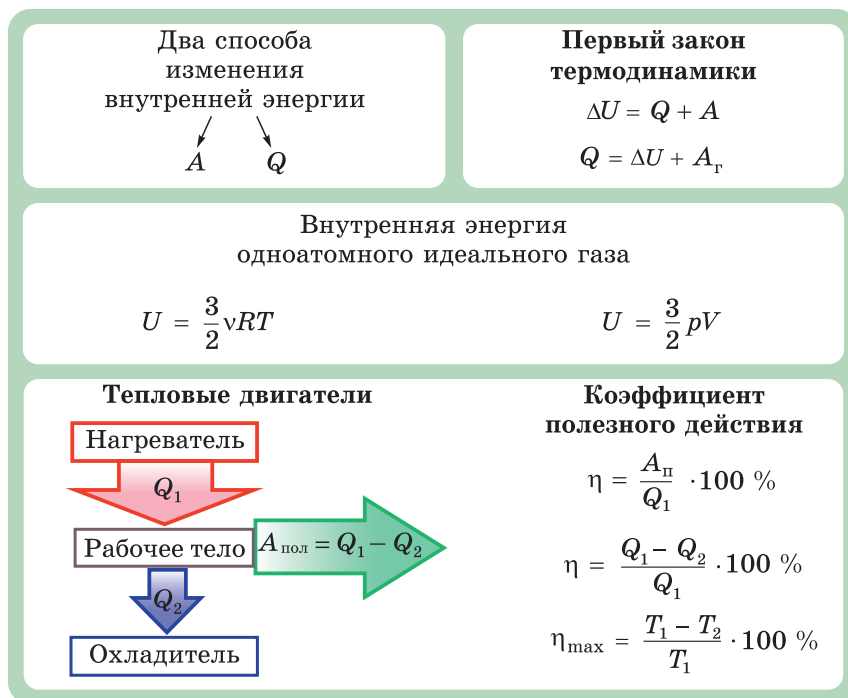 Два способа
изменения
внутренней энергии
A Q
Первый закон
термодинамики
ΔU = Q + A
Q = ΔU + Aг
Внутренняя энергия
одноатомного идеального газа
U = 3/2 νRT
U = 3/2 pV
Тепловые двигатели
Нагреватель
Q₁
Рабочее тело
Aпол = Q₁ – Q₂
Q₂
Охладитель
Коэффициент
полезного действия
η = Aп/Q₁ · 100 %
η = (Q₁ – Q₂)/Q₁ · 100 %
ηmax = (T₁ – T₂)/T₁ · 100 %